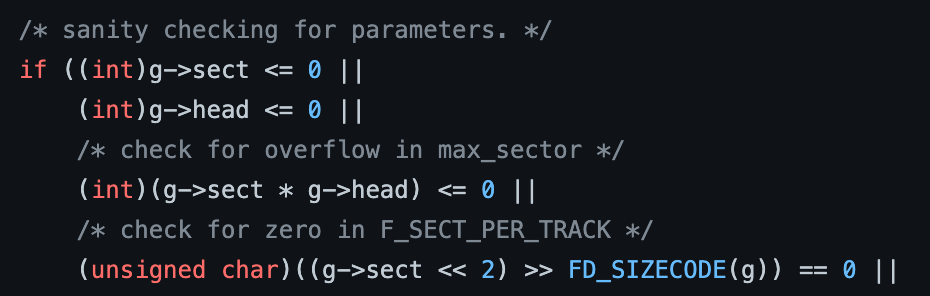 /* sanity checking for parameters. */
if ((int)g->sect <= 0 ||
(int)g->head <= 0 ||
/* check for overflow in max_sector */
(int)(g->sect * g->head) <= 0 ||
/* check for zero in F_SECT_PER_TRACK */
(unsigned char)((g->sect << 2) >> FD_SIZECODE(g)) == 0 ||